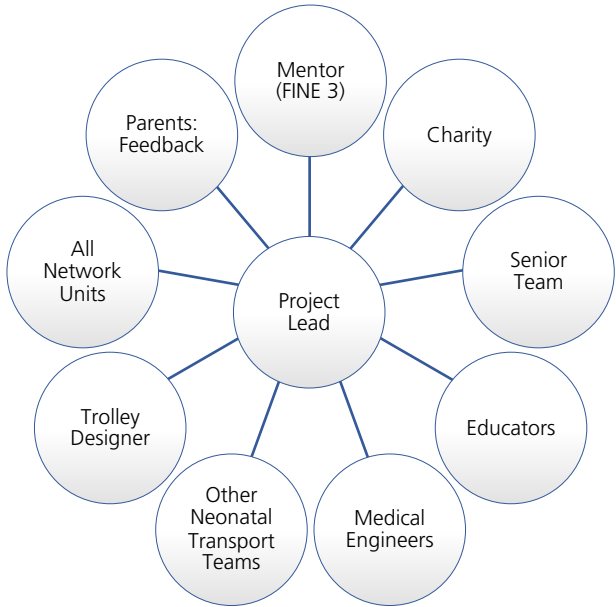 Mentor
(FINE 3)
Charity
Senior
Team
Educators
Medical
Engineers
Other
Neonatal
Transport
Teams
Trolley
Designer
All
Network
Units
Parents:
Feedback
Project
Lead